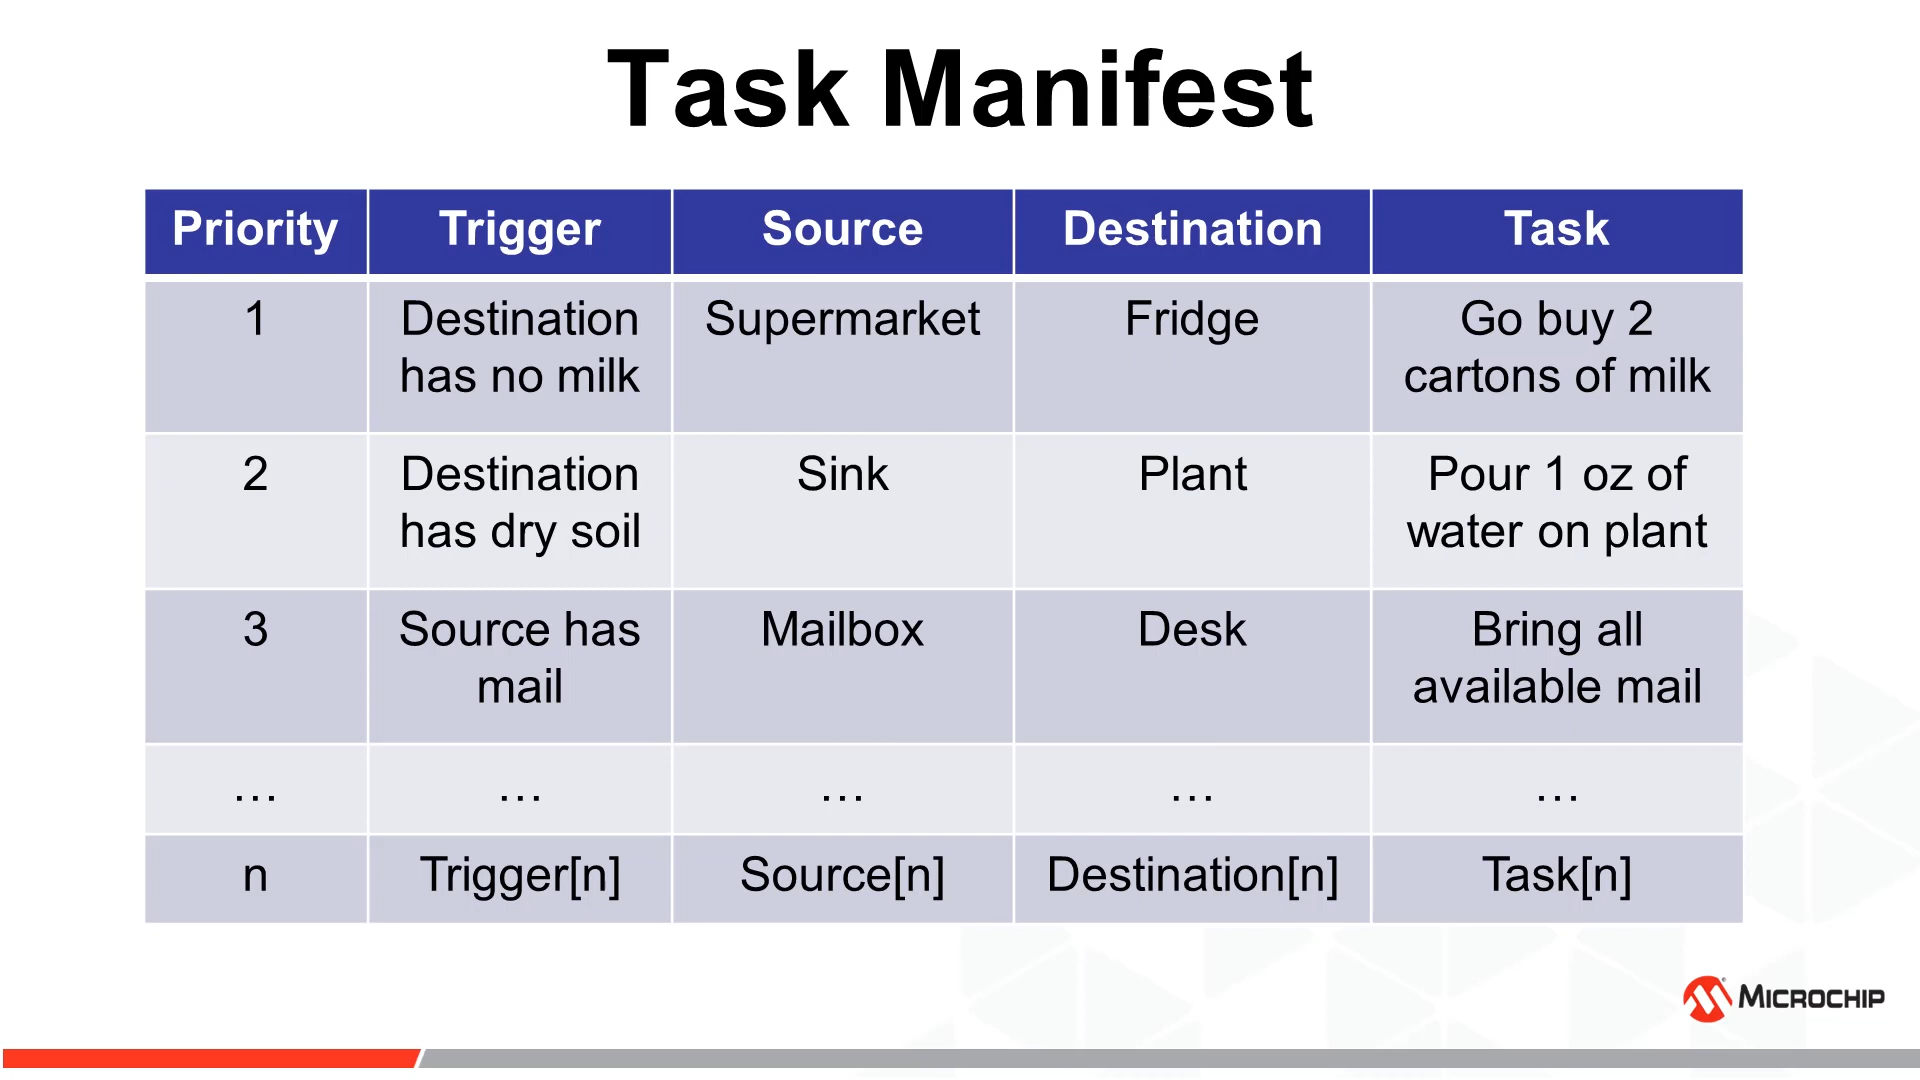 Task Manifest
Priority Trigger Source Destination Task
1 Destination has no milk Supermarket Fridge Go buy 2 cartons of milk
2 Destination has dry soil Sink Plant Pour 1 oz of water on plant
3 Source has mail Mailbox Desk Bring all available mail
… … … … …
n Trigger[n] Source[n] Destination[n] Task[n]
MICROCHIP